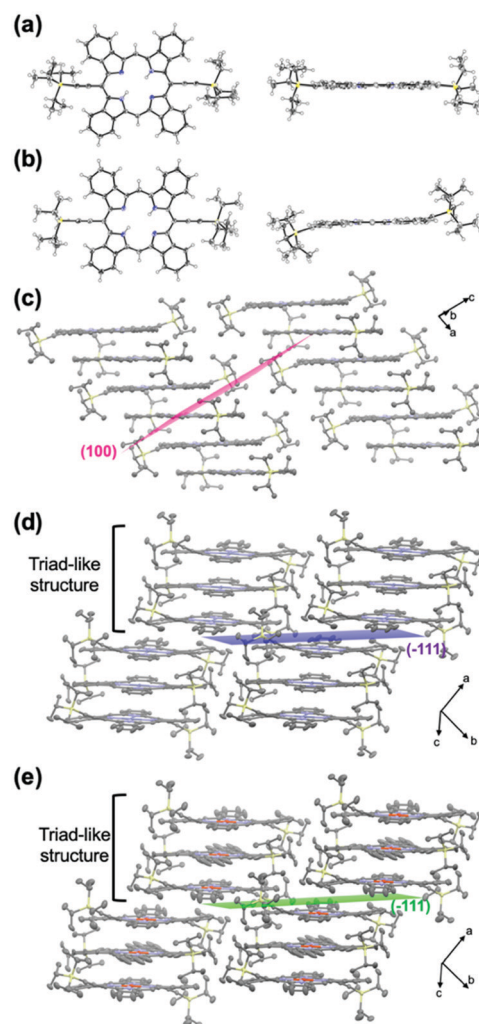 (a)
(b)
(c)
c
b
a
(100)
(d)
Triad-like
structure
(-111)
a
c
b
(e)
Triad-like
structure
(-111)
a
c
b